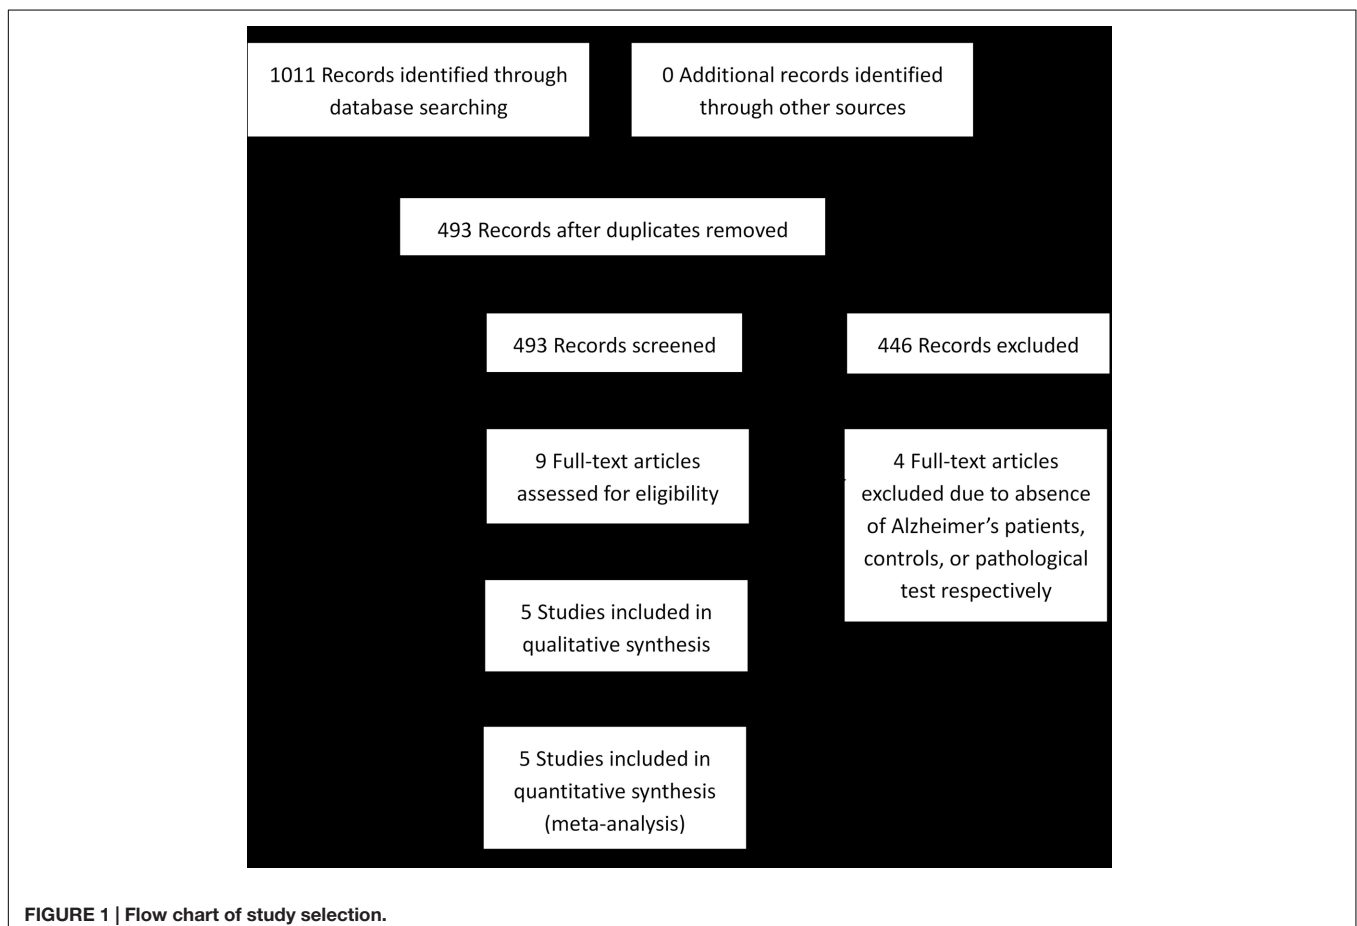 1011 Records identified through
database searching
0 Additional records identified
through other sources
493 Records after duplicates removed
493 Records screened
446 Records excluded
9 Full-text articles
assessed for eligibility
4 Full-text articles
excluded due to absence
of Alzheimer’s patients,
controls, or pathological
test respectively
5 Studies included in
qualitative synthesis
5 Studies included in
quantitative synthesis
(meta-analysis)
FIGURE 1 | Flow chart of study selection.